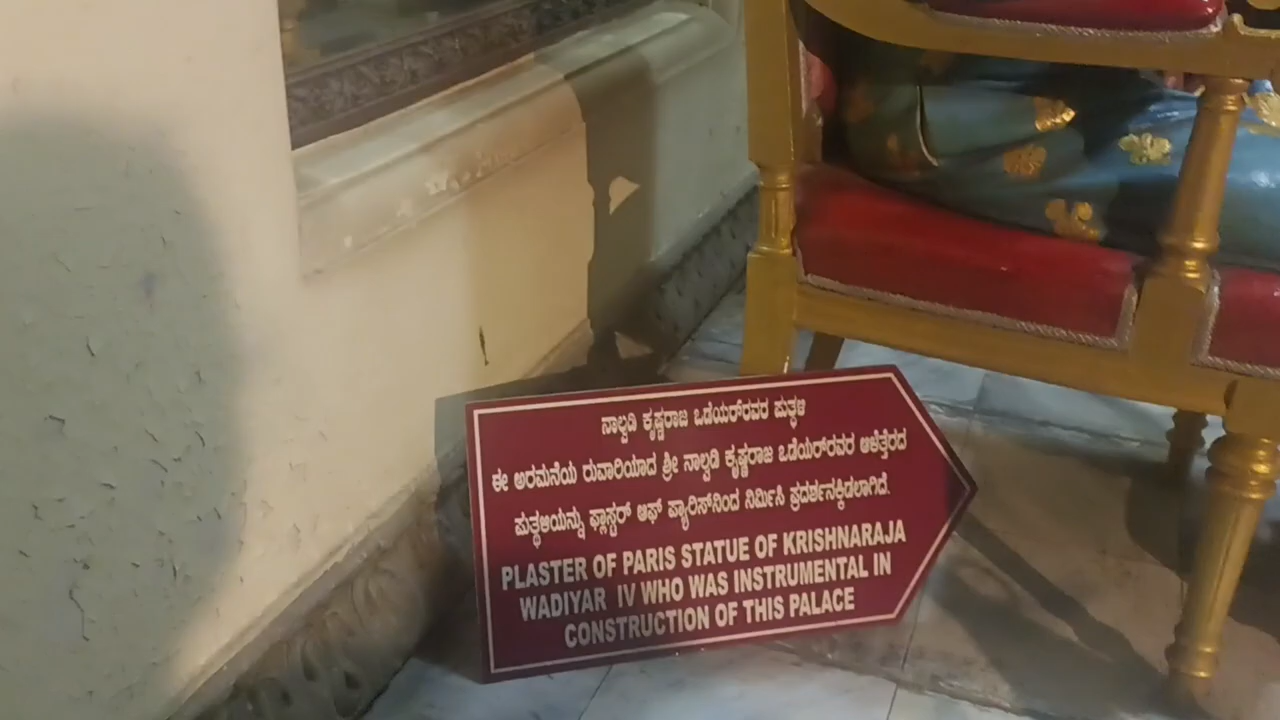 ನಾಲ್ವಡಿ ಕೃಷ್ಣರಾಜ ಒಡೆಯರ್‌ರವರ ಪುತ್ಥಳಿ
ಈ ಅರಮನೆಯ ರುವಾರಿಯಾದ ಶ್ರೀ ನಾಲ್ವಡಿ ಕೃಷ್ಣರಾಜ ಒಡೆಯರ್‌ರವರ ಆಳೆತ್ತರದ
ಪುತ್ಥಳಿಯನ್ನು ಪ್ಲಾಸ್ಟರ್ ಆಫ್ ಪ್ಯಾರಿಸ್‌ನಿಂದ ನಿರ್ಮಿಸಿ ಪ್ರದರ್ಶನಕ್ಕಿಡಲಾಗಿದೆ.
PLASTER OF PARIS STATUE OF KRISHNARAJA
WADIYAR IV WHO WAS INSTRUMENTAL IN
CONSTRUCTION OF THIS PALACE